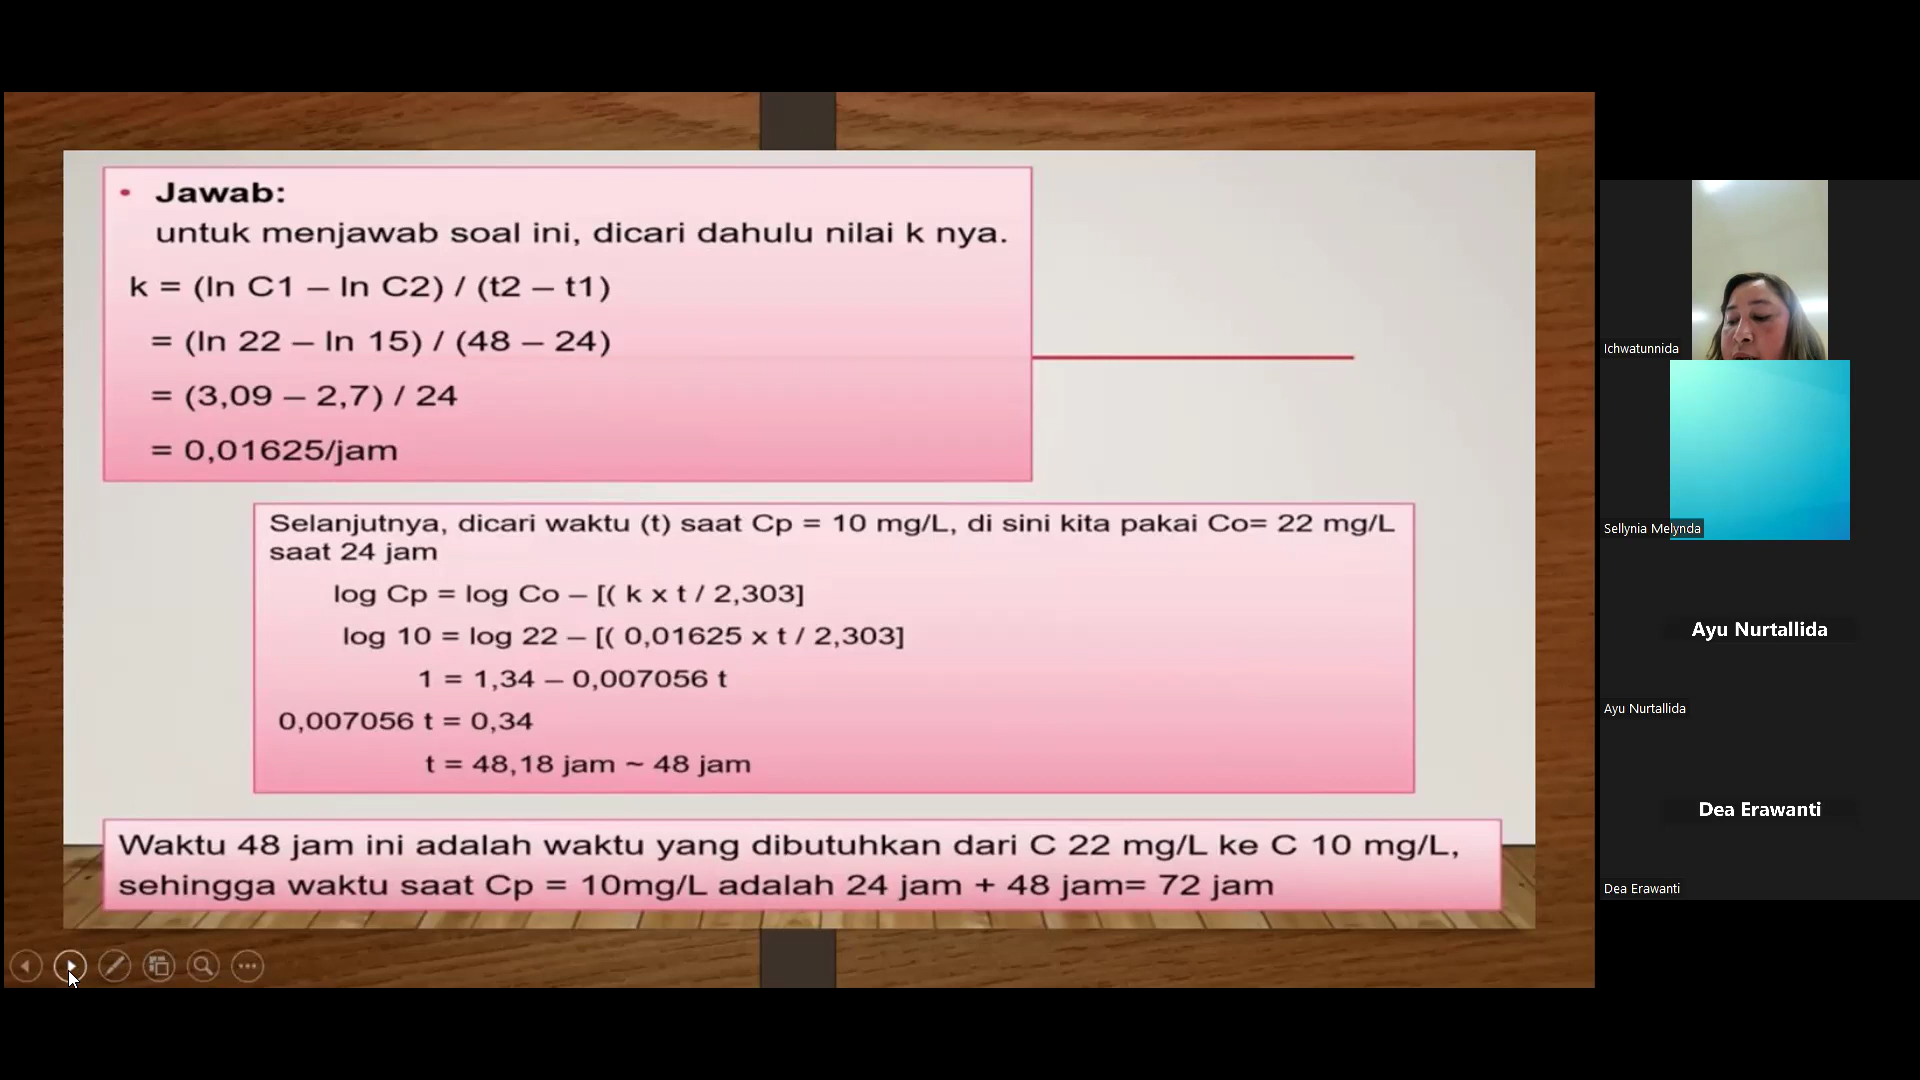 • Jawab:
untuk menjawab soal ini, dicari dahulu nilai k nya.
k = (ln C1 – ln C2) / (t2 – t1)
= (ln 22 – ln 15) / (48 – 24)
= (3,09 – 2,7) / 24
= 0,01625/jam
Selanjutnya, dicari waktu (t) saat Cp = 10 mg/L, di sini kita pakai Co= 22 mg/L
saat 24 jam
log Cp = log Co – [( k x t / 2,303]
log 10 = log 22 – [( 0,01625 x t / 2,303]
1 = 1,34 – 0,007056 t
0,007056 t = 0,34
t = 48,18 jam ~ 48 jam
Waktu 48 jam ini adalah waktu yang dibutuhkan dari C 22 mg/L ke C 10 mg/L,
sehingga waktu saat Cp = 10mg/L adalah 24 jam + 48 jam= 72 jam
Ichwatunnida
Sellynia Melynda
Ayu Nurtallida
Ayu Nurtallida
Dea Erawanti
Dea Erawanti